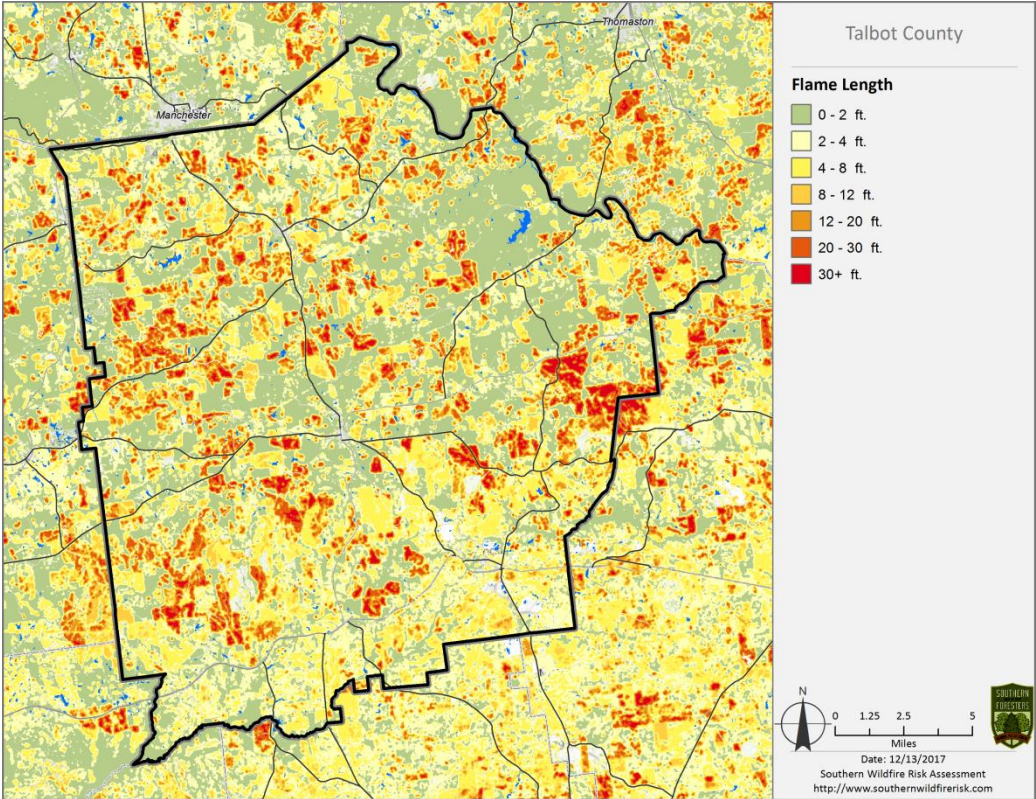 Thomaston
Manchester
Talbot County
Flame Length
0 - 2 ft.
2 - 4 ft.
4 - 8 ft.
8 - 12 ft.
12 - 20 ft.
20 - 30 ft.
30+ ft.
N
0 1.25 2.5 5
Miles
SOUTHERN
FORESTERS
Date: 12/13/2017
Southern Wildfire Risk Assessment
http://www.southernwildfirerisk.com